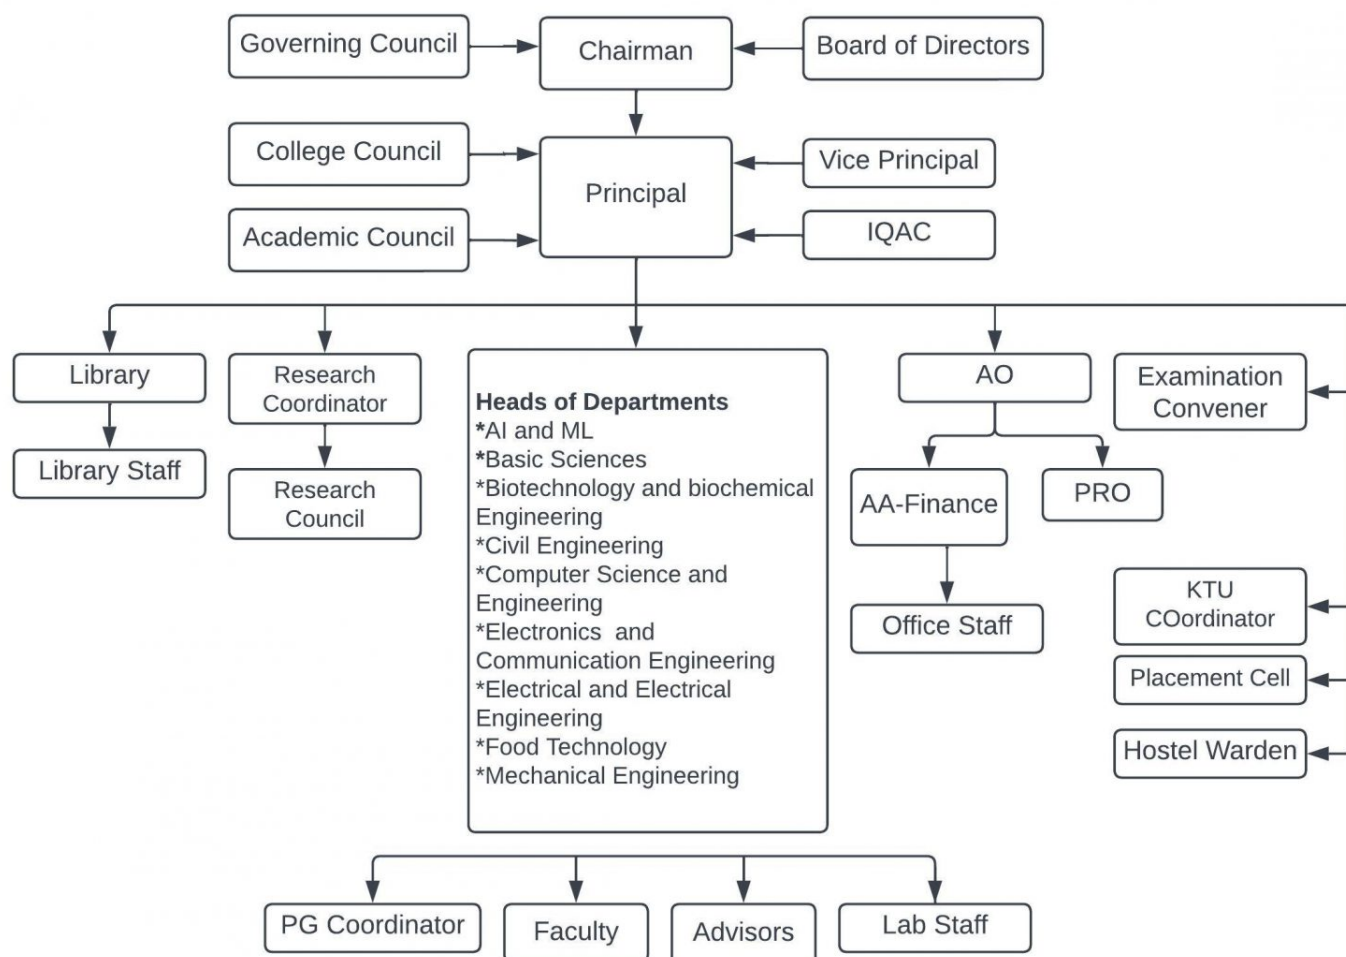 Governing Council
Chairman
Board of Directors
College Council
Principal
Vice Principal
Academic Council
IQAC
Library
Library Staff
Research
Coordinator
Research
Council
Heads of Departments
*AI and ML
*Basic Sciences
*Biotechnology and biochemical
Engineering
*Civil Engineering
*Computer Science and
Engineering
*Electronics and
Communication Engineering
*Electrical and Electrical
Engineering
*Food Technology
*Mechanical Engineering
AO
AA-Finance
PRO
Office Staff
Examination
Convener
KTU
COordinator
Placement Cell
Hostel Warden
PG Coordinator
Faculty
Advisors
Lab Staff